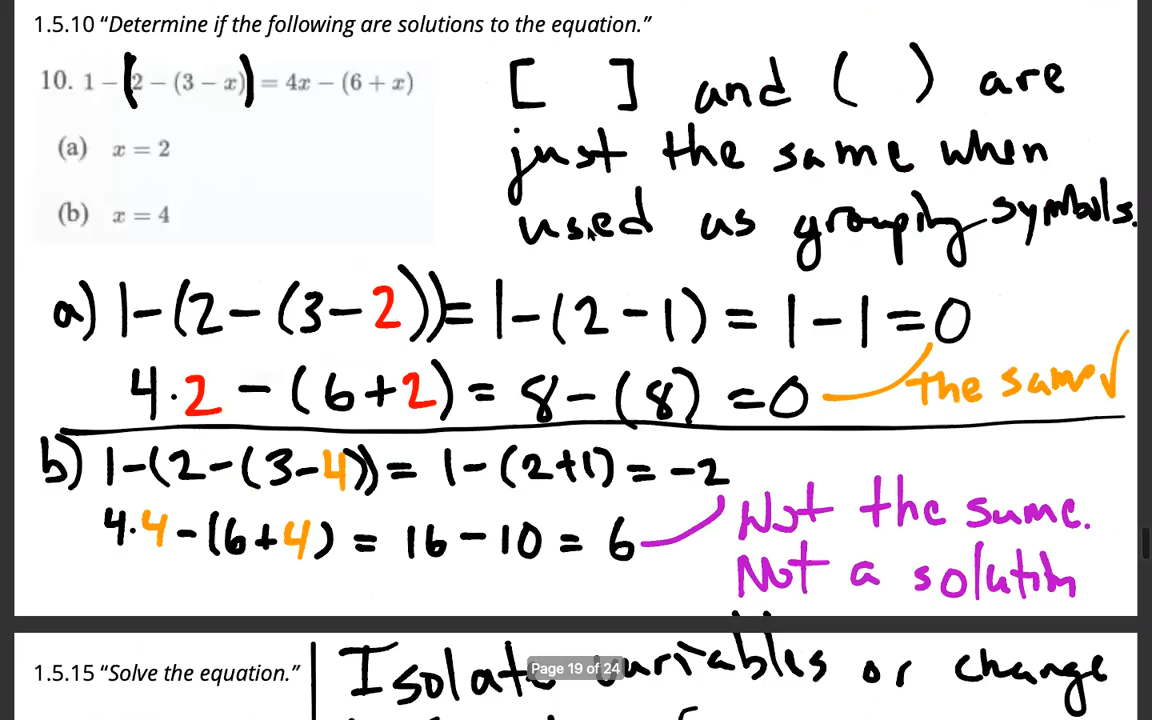 1.5.10 “Determine if the following are solutions to the equation.”
10. 1 – (2 – (3 – x)) = 4x – (6 + x)
(a) x = 2
(b) x = 4
[ ] and ( ) are
just the same when
used as grouping symbols.
a) 1-(2-(3-2)) = 1-(2-1) = 1-1 = 0
4·2 - (6+2) = 8-(8) = 0
the same ✓
b) 1-(2-(3-4)) = 1-(2+1) = -2
4·4-(6+4) = 16-10 = 6
Not the same.
Not a solution
1.5.15 “Solve the equation.”
Isolate variables or change
Page 19 of 24